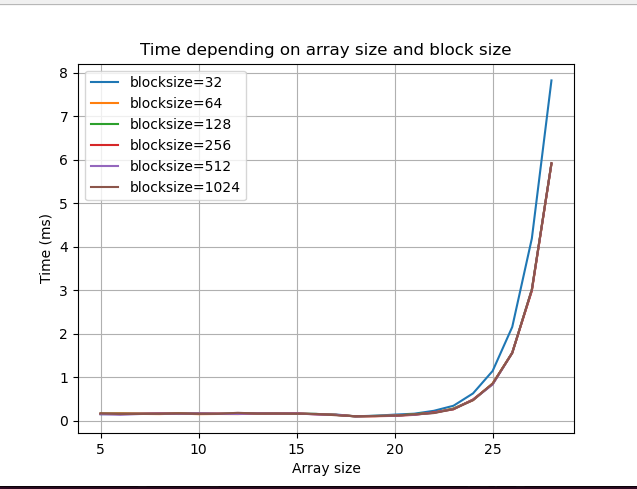 Time depending on array size and block size
8
7
6
5
4
3
2
1
0
Time (ms)
blocksize=32
blocksize=64
blocksize=128
blocksize=256
blocksize=512
blocksize=1024
5
10
15
20
25
Array size